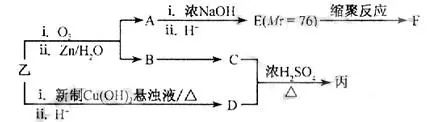 i. O₃
ii. Zn/H₂O
A
i. 浓NaOH
ii. H⁻
E(Mr = 76)
缩聚反应
F
乙
B
C
浓H₂SO₄
△
丙
i. 新制Cu(OH)₂悬浊液/△
ii. H⁻
D